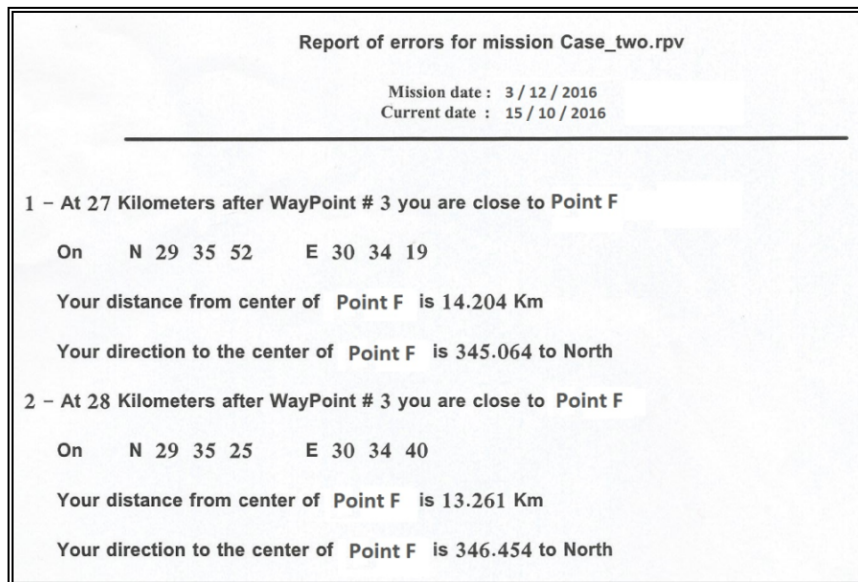 Report of errors for mission Case_two.rpv
Mission date : 3 / 12 / 2016
Current date : 15 / 10 / 2016
1 – At 27 Kilometers after WayPoint # 3 you are close to Point F
On N 29 35 52 E 30 34 19
Your distance from center of Point F is 14.204 Km
Your direction to the center of Point F is 345.064 to North
2 – At 28 Kilometers after WayPoint # 3 you are close to Point F
On N 29 35 25 E 30 34 40
Your distance from center of Point F is 13.261 Km
Your direction to the center of Point F is 346.454 to North